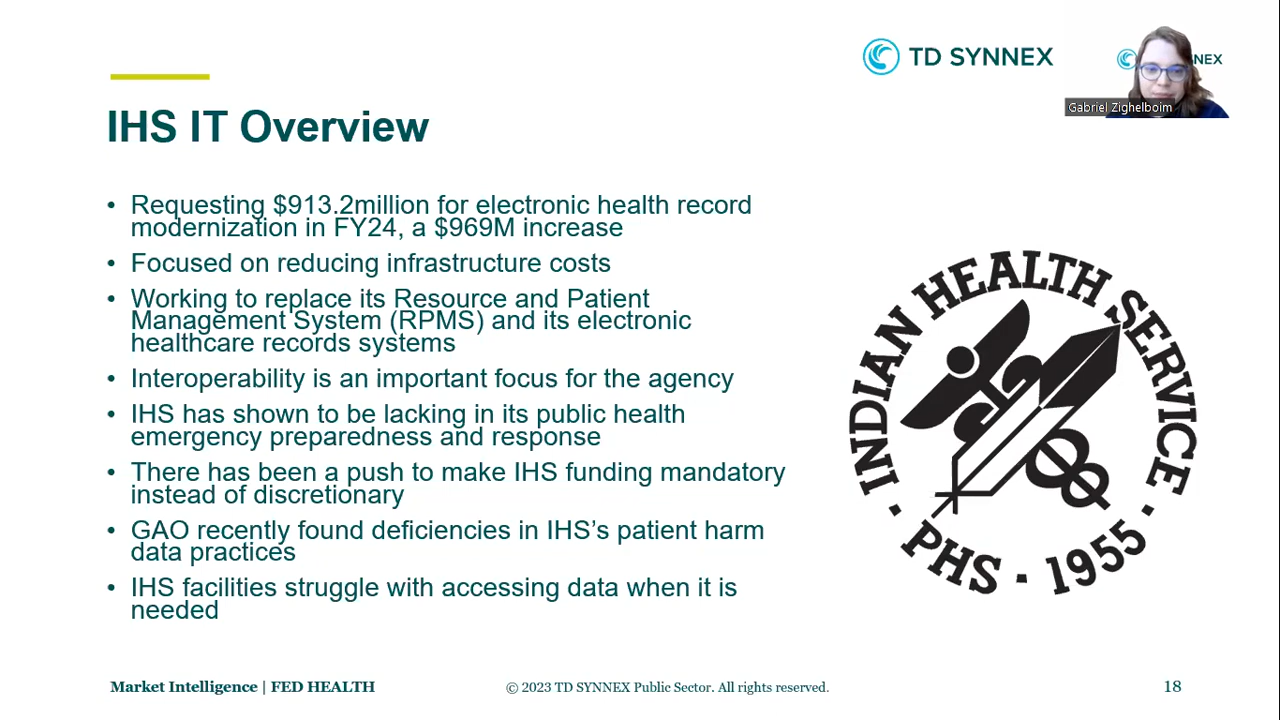 TD SYNNEX
NEX
Gabriel Zighelboim
IHS IT Overview
• Requesting $913.2million for electronic health record
modernization in FY24, a $969M increase
• Focused on reducing infrastructure costs
• Working to replace its Resource and Patient
Management System (RPMS) and its electronic
healthcare records systems
• Interoperability is an important focus for the agency
• IHS has shown to be lacking in its public health
emergency preparedness and response
• There has been a push to make IHS funding mandatory
instead of discretionary
• GAO recently found deficiencies in IHS’s patient harm
data practices
• IHS facilities struggle with accessing data when it is
needed
INDIAN HEALTH SERVICE
· PHS · 1955 ·
Market Intelligence | FED HEALTH
© 2023 TD SYNNEX Public Sector. All rights reserved.
18